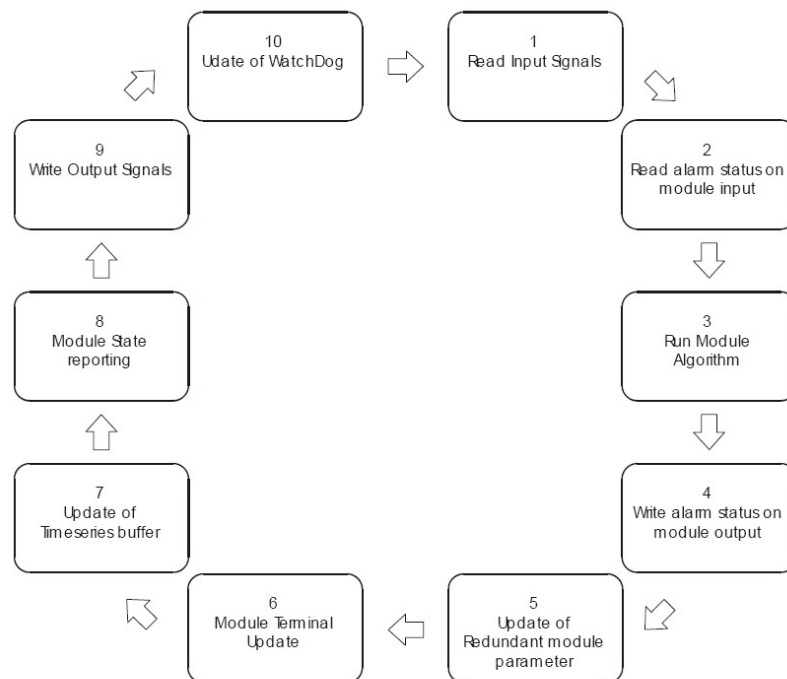 10
Udate of WatchDog
1
Read Input Signals
2
Read alarm status on
module input
3
Run Module
Algorithm
4
Write alarm status on
module output
5
Update of
Redundant module
parameter
6
Module Terminal
Update
7
Update of
Timeseries buffer
8
Module State
reporting
9
Write Output Signals